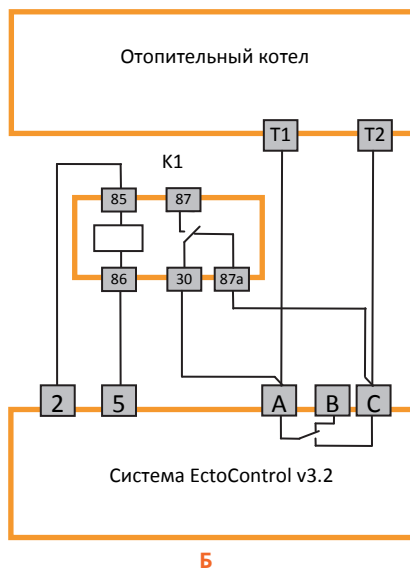 Отопительный котел
T1 T2
K1
85 87
86 30 87a
2 5 A B C
Система EctoControl v3.2
Б